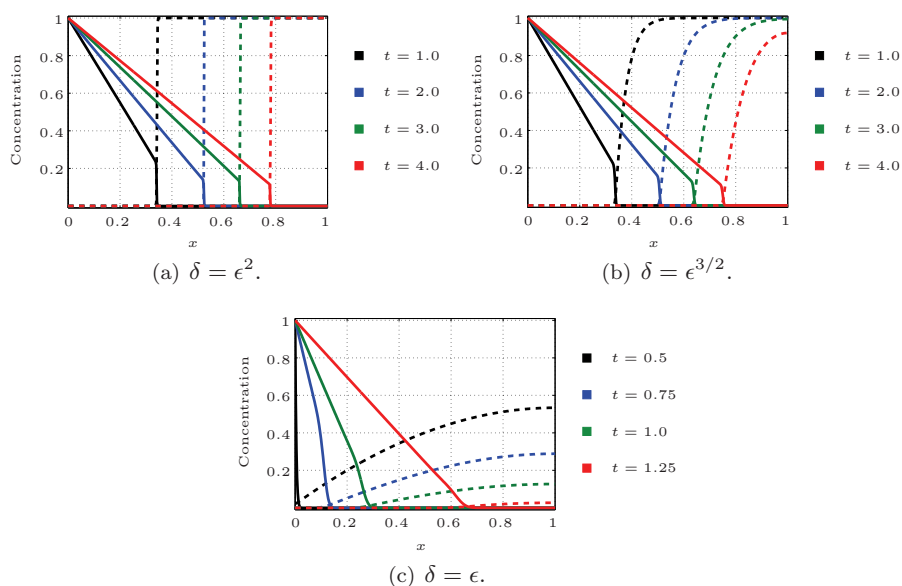 1
0.8
0.6
0.4
0.2
Concentration
0
0.2
0.4
0.6
0.8
1
x
t = 1.0
t = 2.0
t = 3.0
t = 4.0
(a) δ = ϵ².
1
0.8
0.6
0.4
0.2
Concentration
0
0.2
0.4
0.6
0.8
1
x
t = 1.0
t = 2.0
t = 3.0
t = 4.0
(b) δ = ϵ^{3/2}.
1
0.8
0.6
0.4
0.2
Concentration
0
0.2
0.4
0.6
0.8
1
x
t = 0.5
t = 0.75
t = 1.0
t = 1.25
(c) δ = ϵ.